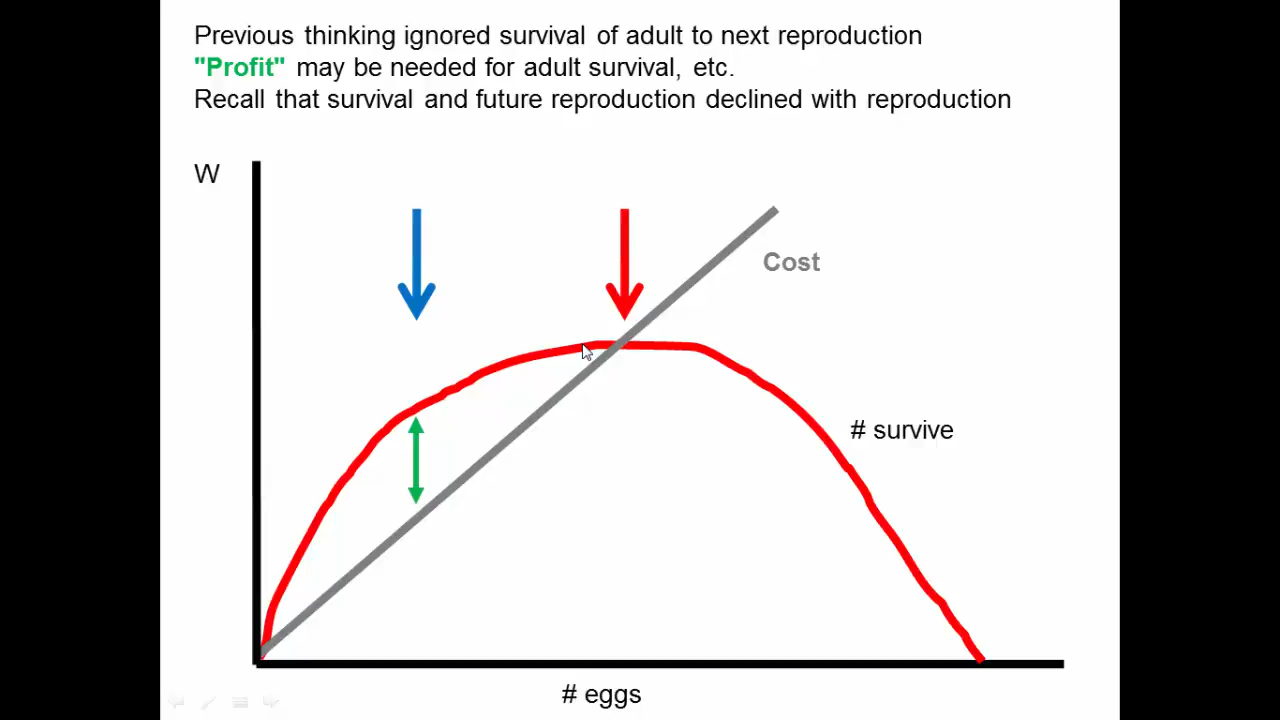 Previous thinking ignored survival of adult to next reproduction
"Profit" may be needed for adult survival, etc.
Recall that survival and future reproduction declined with reproduction
W
Cost
# survive
# eggs